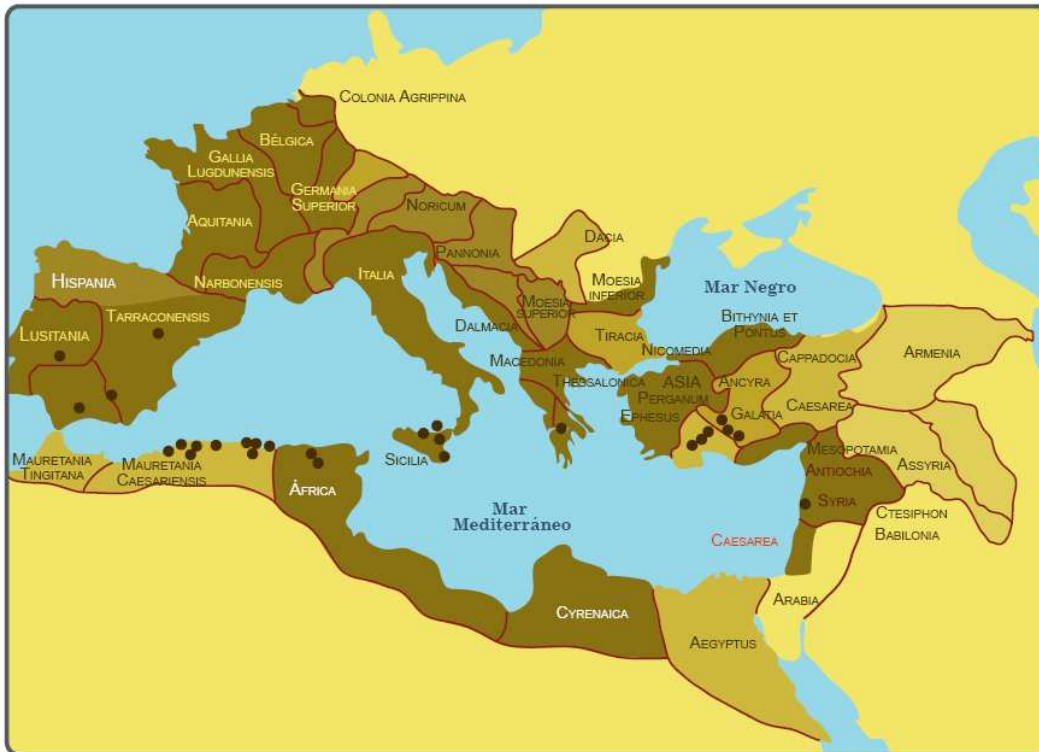 Colonia Agrippina
Bélgica
Gallia
Lugdunensis
Germania
Superior
Noricum
Aquitania
Dacia
Pannonia
Hispania
Narbonensis
Italia
Moesia
inferior
Mar Negro
Tarraconensis
Moesia
superior
Bithynia et
Pontus
Lusitania
Dalmacia
Tiracia
Nicomedia
Cappadocia
Armenia
Macedonia
Thessalonica
ASIA
Perganum
Ancyra
Ephesus
Galatia
Caesarea
Mauretania
Tingitana
Mauretania
Caesariensis
Sicilia
Mesopotamia
África
Antiochia
Assyria
Syria
Mar
Mediterráneo
Ctesiphon
Babilonia
Caesarea
Cyrenaica
Arabia
Aegyptus